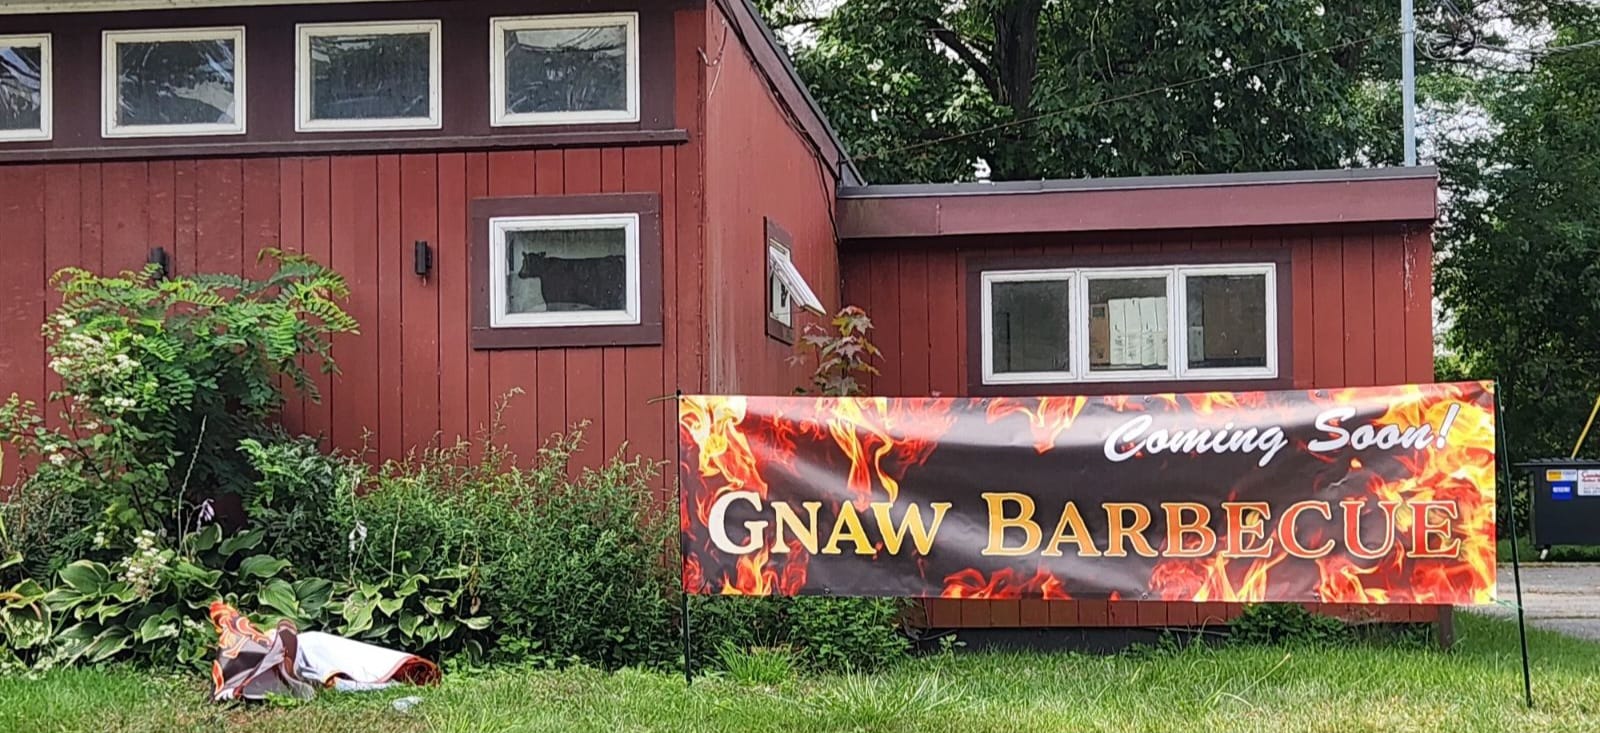 Coming Soon!
GNAW BARBECUE